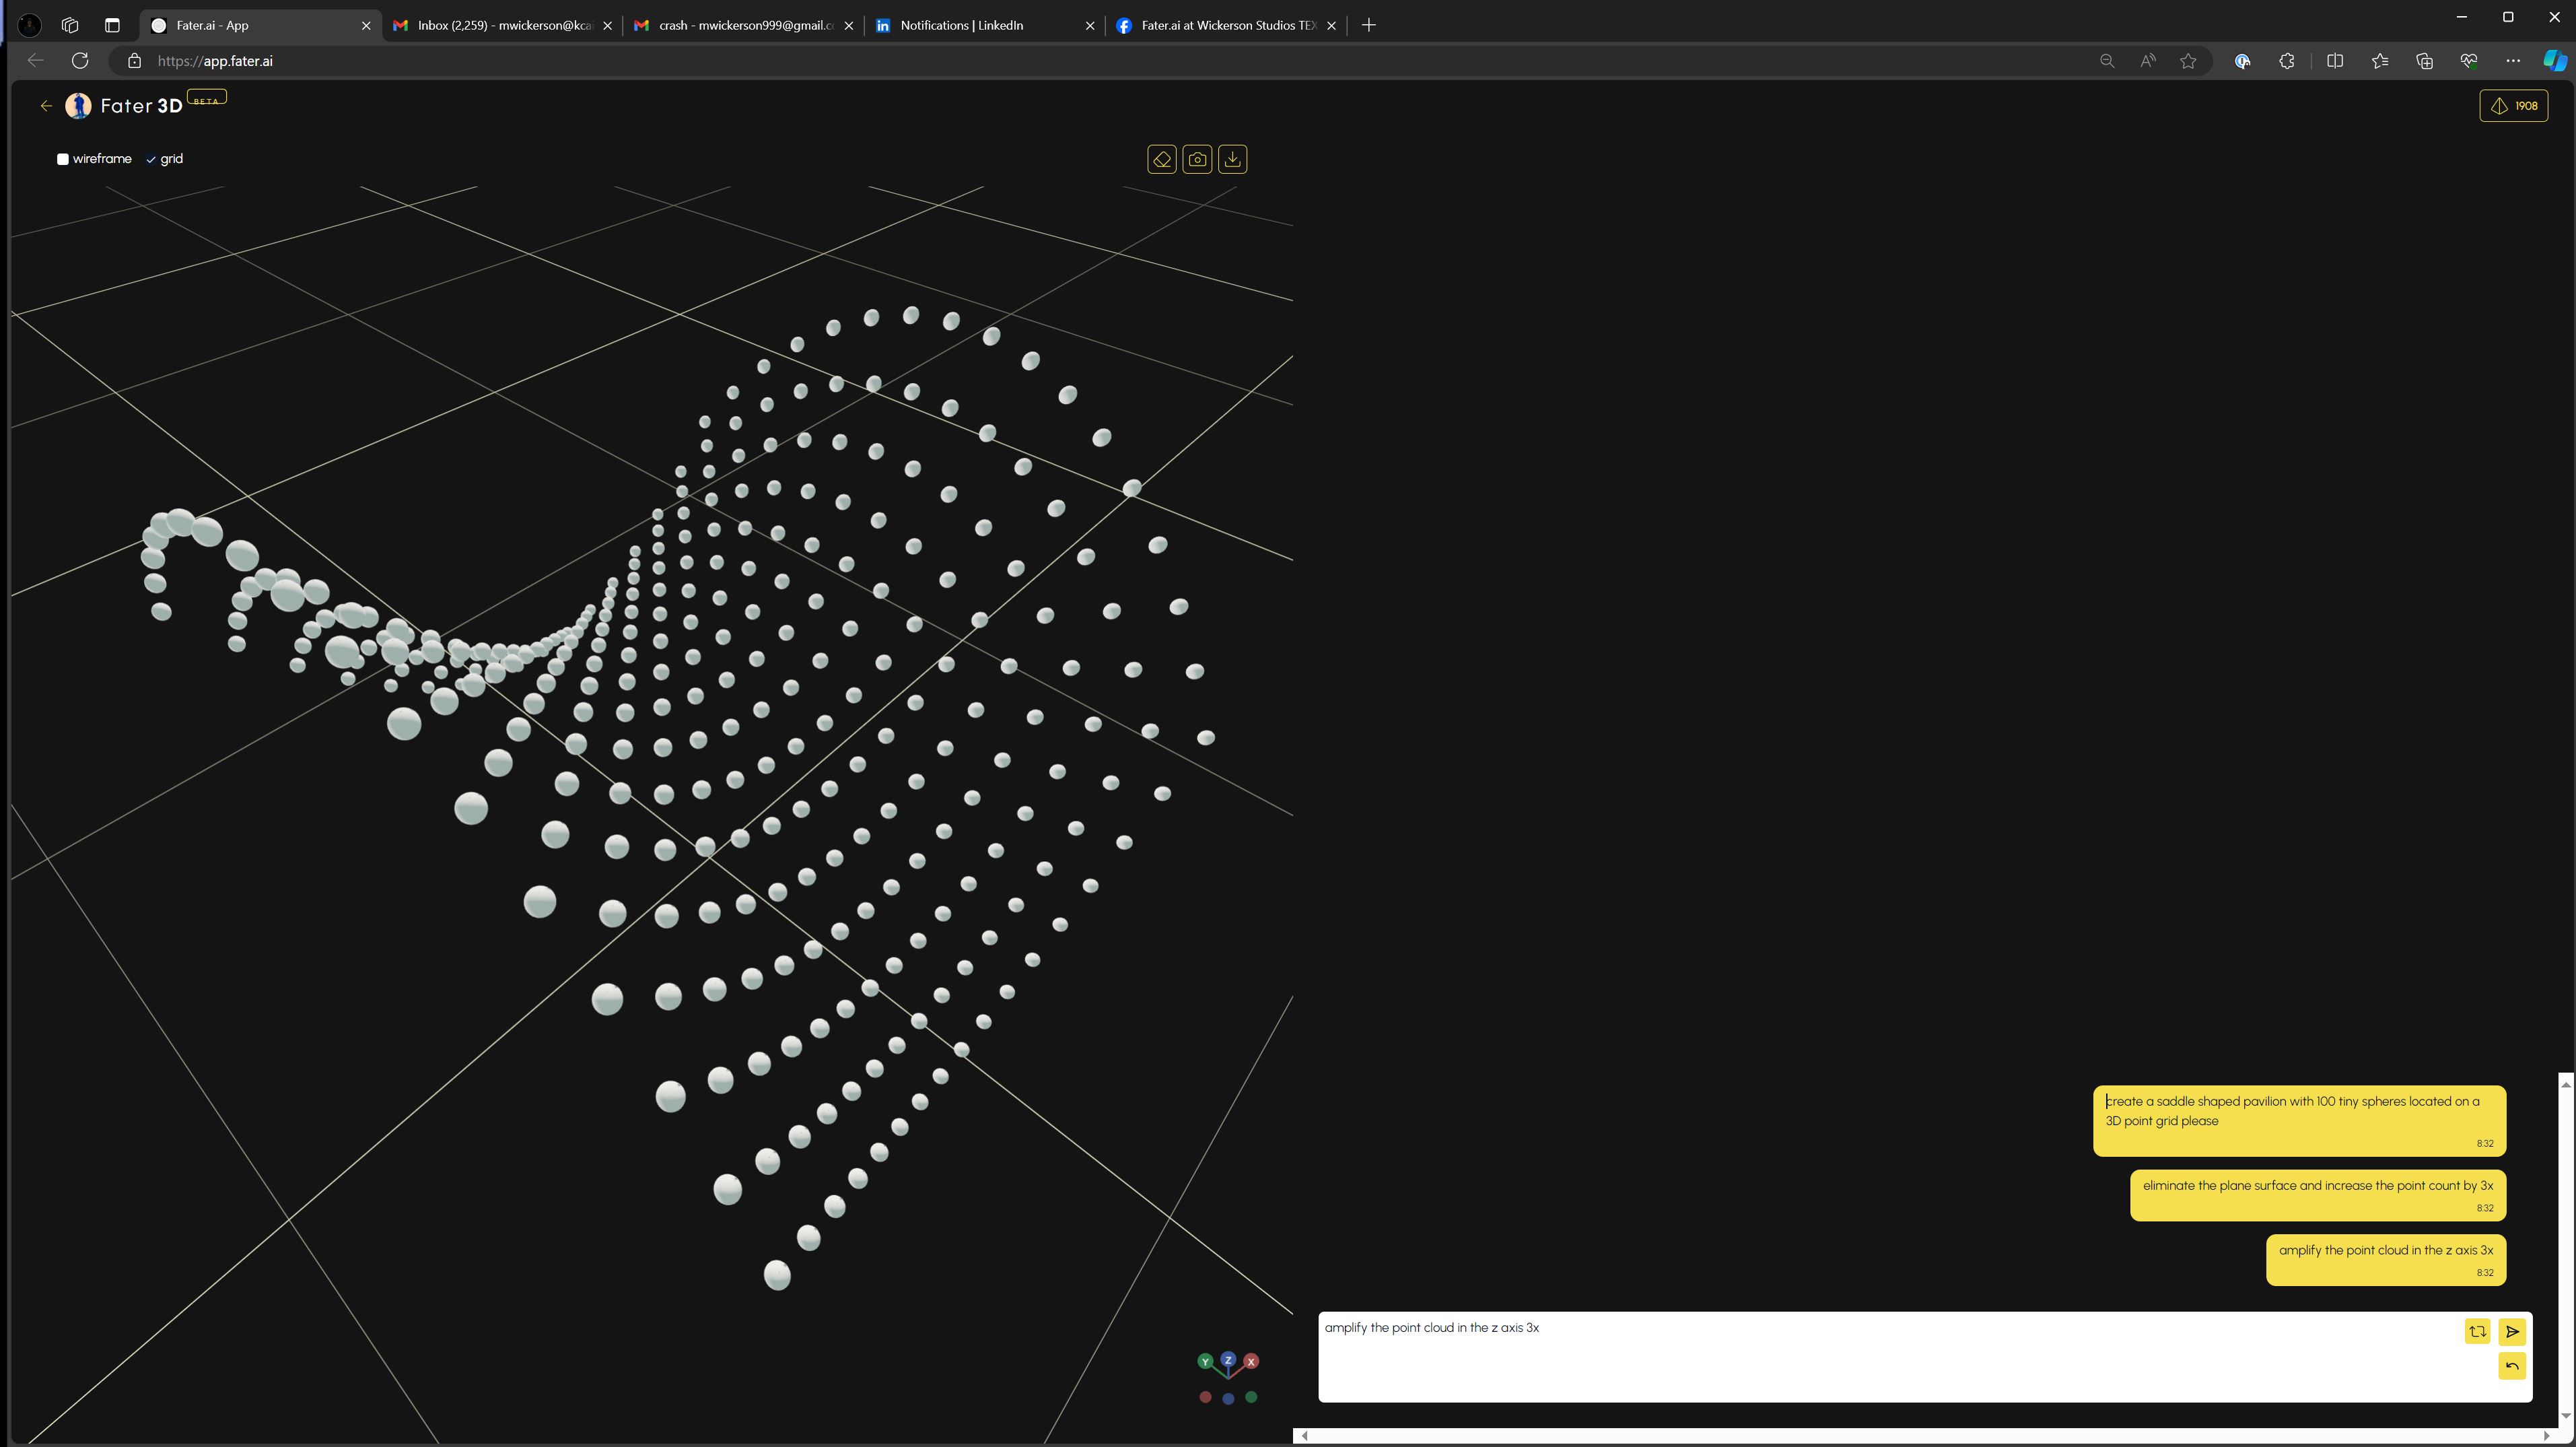 Fater.ai - App
Inbox (2,259) - mwickerson@kcai
crash - mwickerson999@gmail.co
Notifications | LinkedIn
Fater.ai at Wickerson Studios TEX
https://app.fater.ai
Fater 3D BETA
1908
wireframe
grid
create a saddle shaped pavilion with 100 tiny spheres located on a
3D point grid please
8:32
eliminate the plane surface and increase the point count by 3x
8:32
amplify the point cloud in the z axis 3x
8:32
amplify the point cloud in the z axis 3x
Y Z X